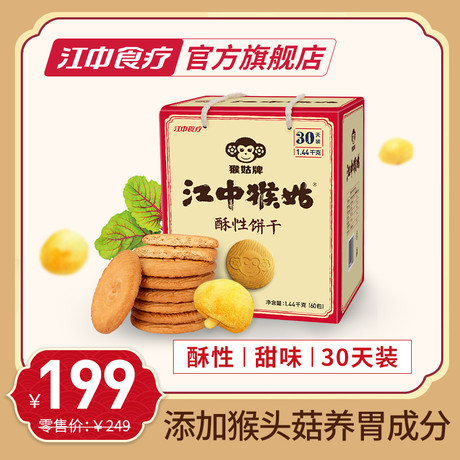 江中食疗 官方旗舰店
江中食疗
30天装
1.44千克
猴姑牌
江中猴姑®
酥性饼干
净含量:1.44千克(60包)
酥性 | 甜味 | 30天装
¥199
零售价:¥249
添加猴头菇养胃成分